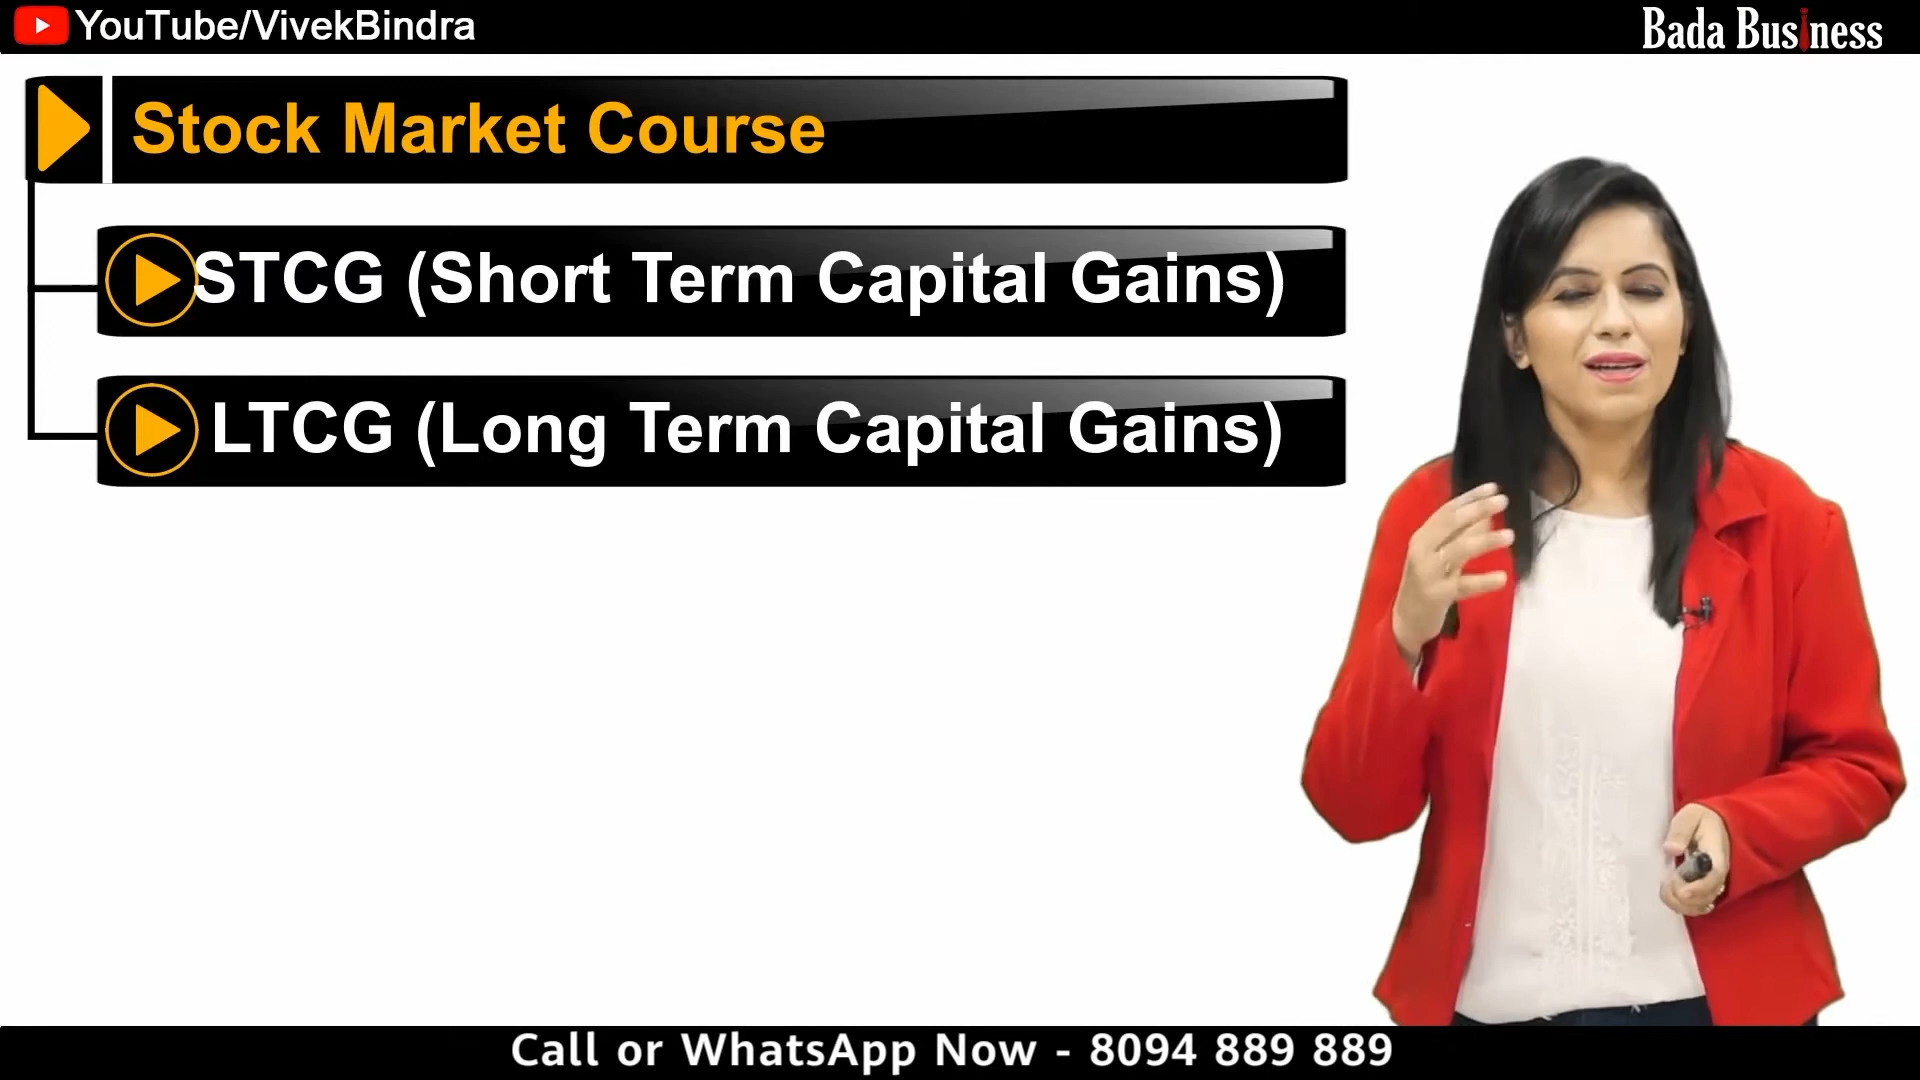 YouTube/VivekBindra
Bada Business
Stock Market Course
STCG (Short Term Capital Gains)
LTCG (Long Term Capital Gains)
Call or WhatsApp Now - 8094 889 889